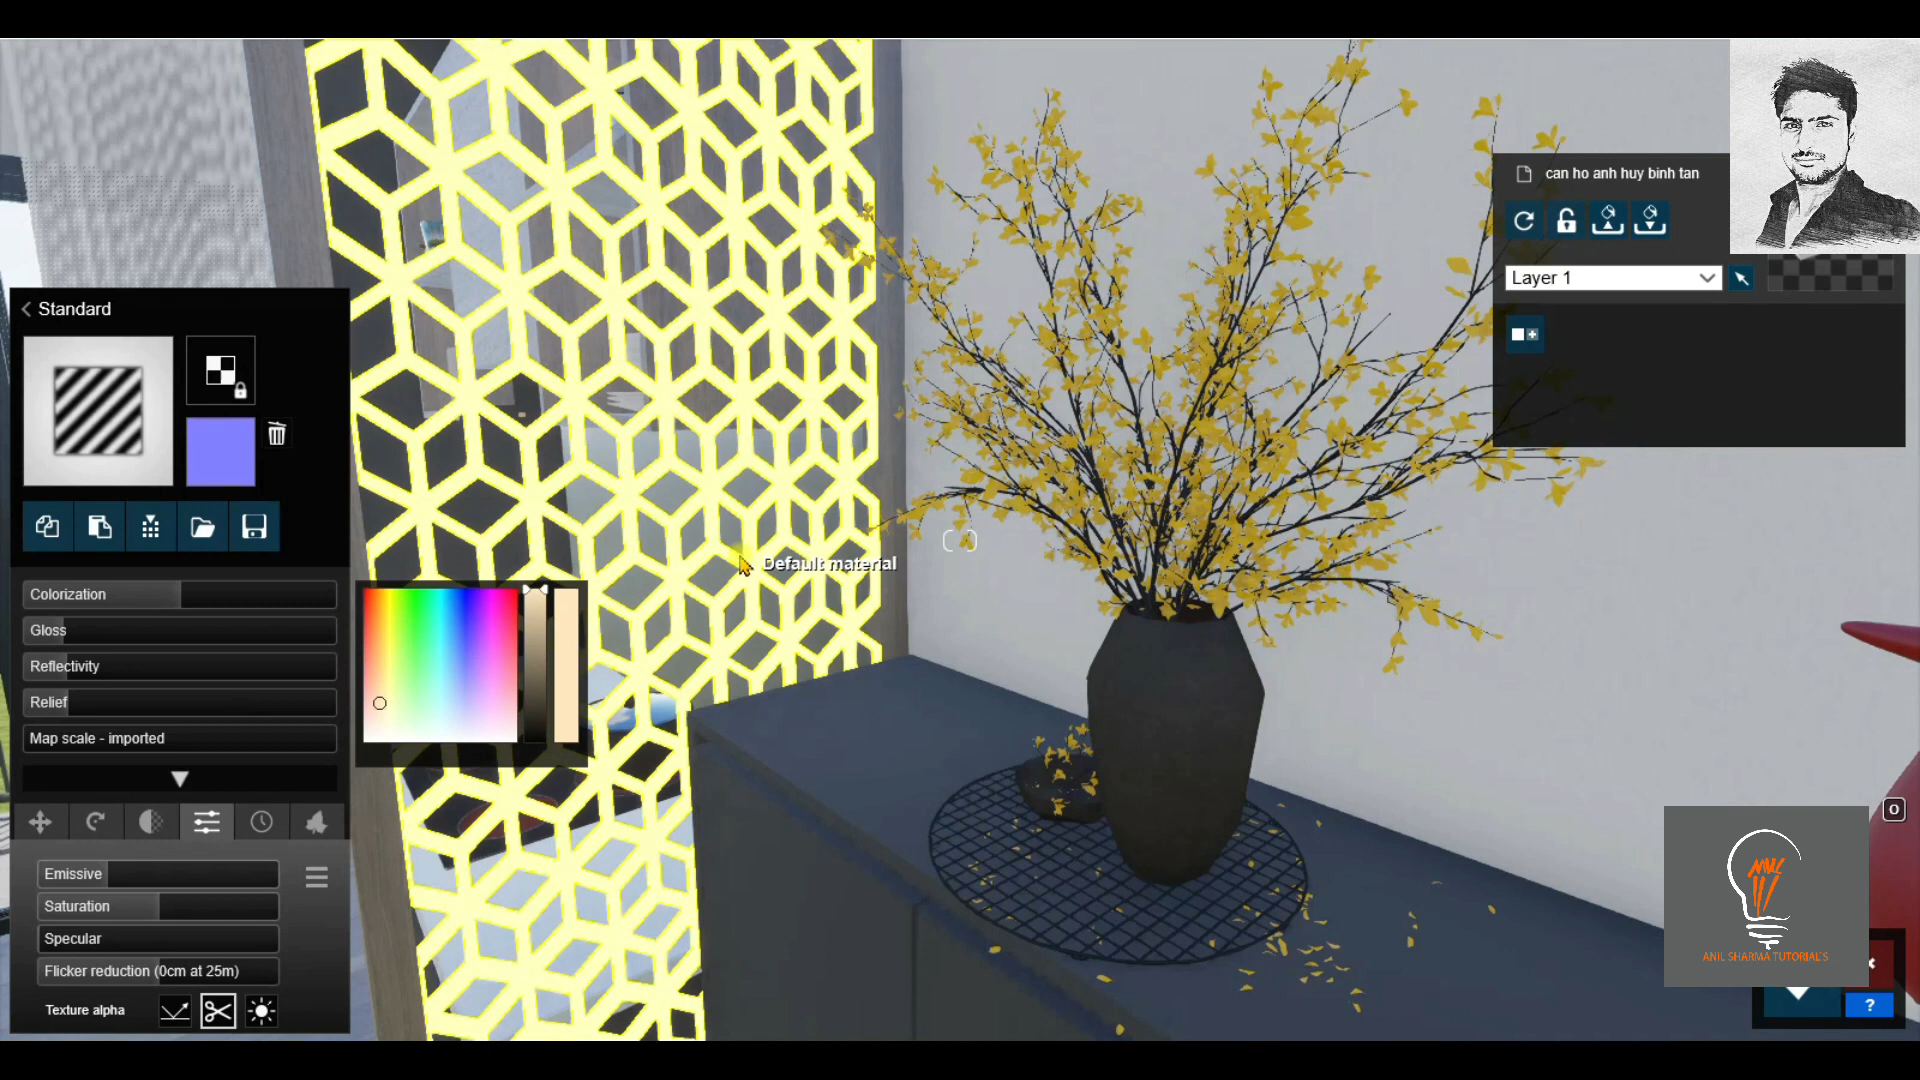 can ho anh huy binh tan
Layer 1
Standard
Default material
Colorization
Gloss
Reflectivity
Relief
Map scale - imported
Emissive
Saturation
Specular
Flicker reduction (0cm at 25m)
Texture alpha
O
ANIL SHARMA TUTORIAL'S
?